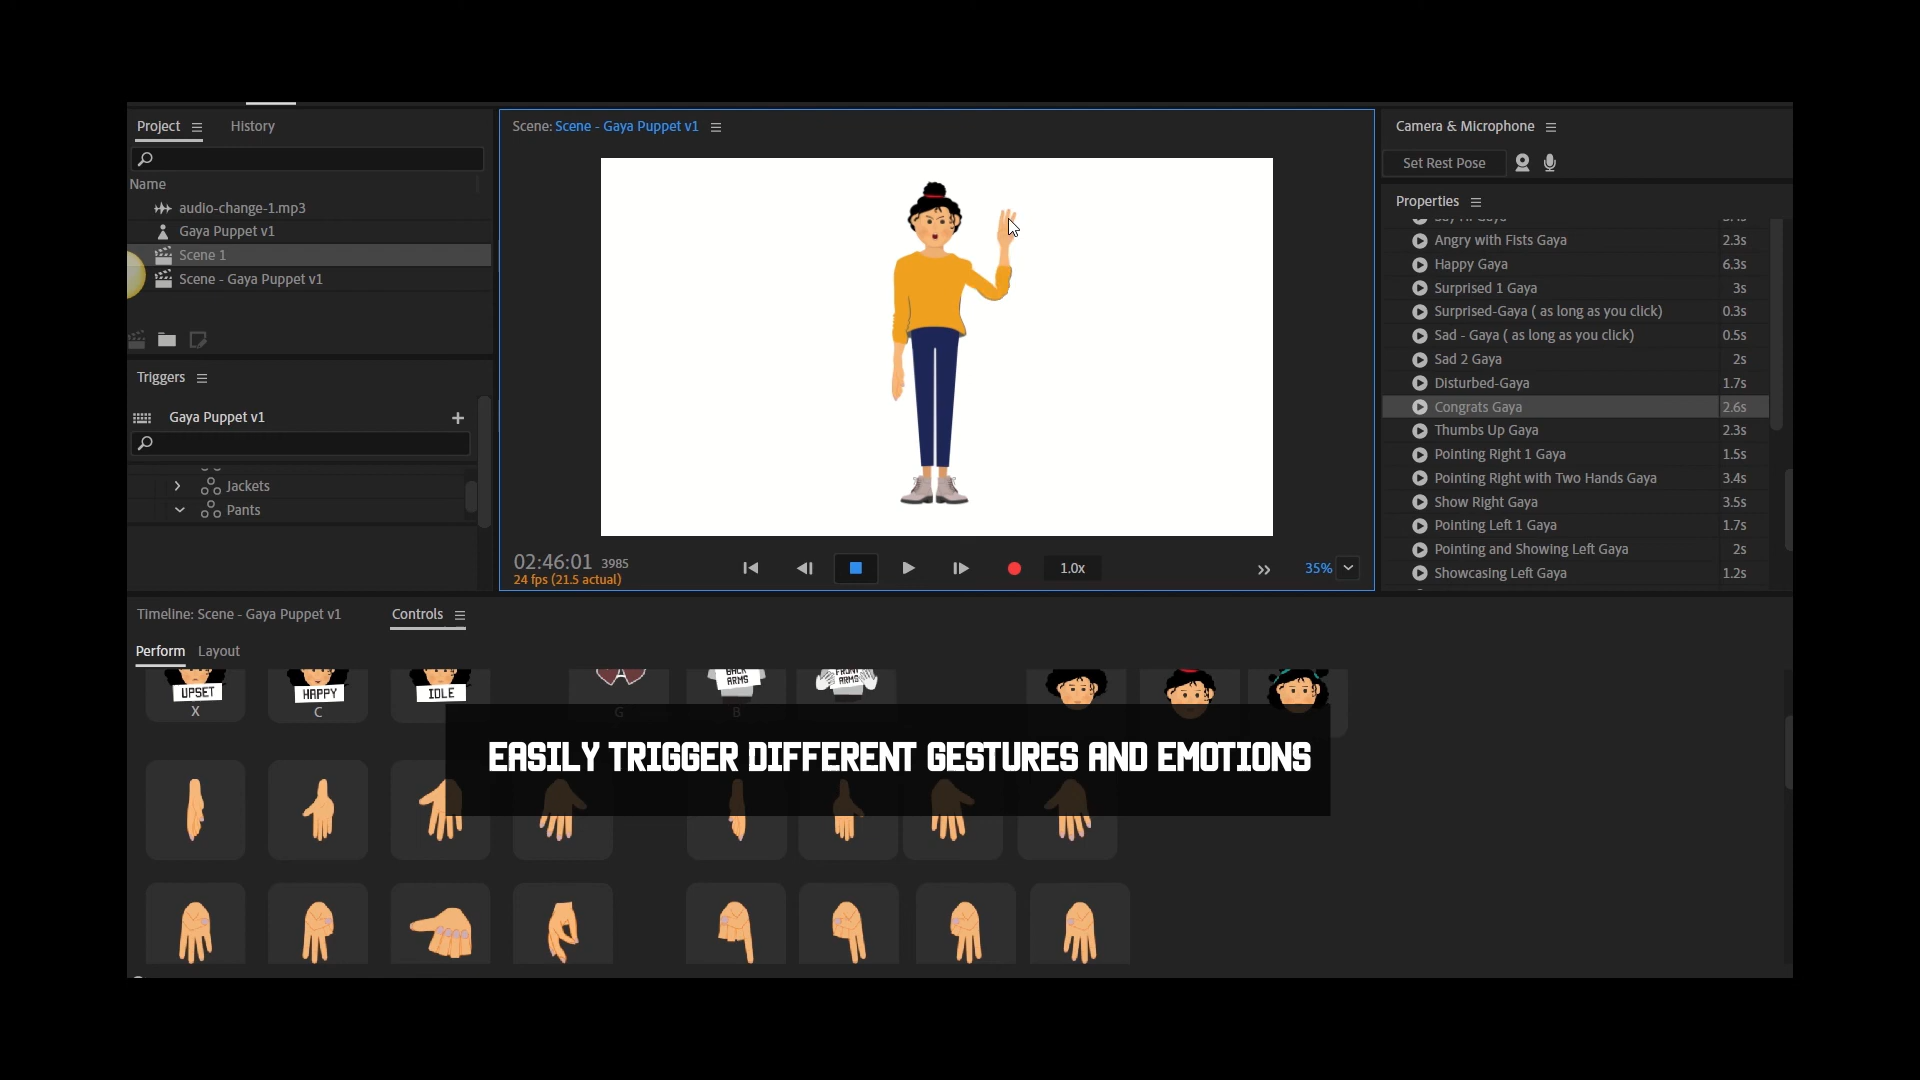 Project
History
Name
audio-change-1.mp3
Gaya Puppet v1
Scene 1
Scene - Gaya Puppet v1
Triggers
Gaya Puppet v1
Jackets
Pants
Scene: Scene - Gaya Puppet v1
02:46:01 3985
24 fps (21.5 actual)
1.0x
35%
Camera & Microphone
Set Rest Pose
Properties
Angry with Fists Gaya 2.3s
Happy Gaya 6.3s
Surprised 1 Gaya 3s
Surprised-Gaya ( as long as you click) 0.3s
Sad - Gaya ( as long as you click) 0.5s
Sad 2 Gaya 2s
Disturbed-Gaya 1.7s
Congrats Gaya 2.6s
Thumbs Up Gaya 2.3s
Pointing Right 1 Gaya 1.5s
Pointing Right with Two Hands Gaya 3.4s
Show Right Gaya 3.5s
Pointing Left 1 Gaya 1.7s
Pointing and Showing Left Gaya 2s
Showcasing Left Gaya 1.2s
Timeline: Scene - Gaya Puppet v1
Controls
Perform
Layout
UPSET
HAPPY
IDLE
ARMS
ARMS
X
C
G
B
EASILY TRIGGER DIFFERENT GESTURES AND EMOTIONS